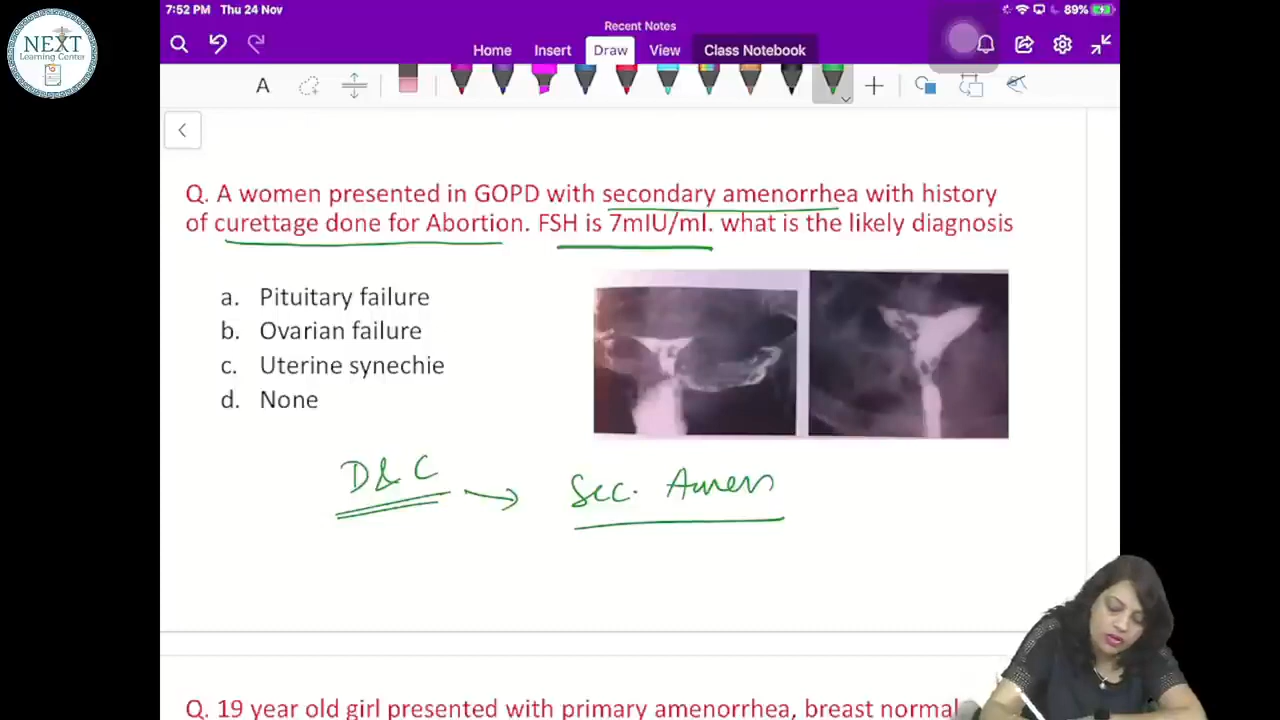 7:52 PM Thu 24 Nov
89%
NEXT
Learning Center
Recent Notes
Home Insert Draw View Class Notebook
A
Q. A women presented in GOPD with secondary amenorrhea with history
of curettage done for Abortion. FSH is 7mIU/ml. what is the likely diagnosis
a. Pituitary failure
b. Ovarian failure
c. Uterine synechie
d. None
D&C → Sec. Amen
Q. 19 year old girl presented with primary amenorrhea, breast normal